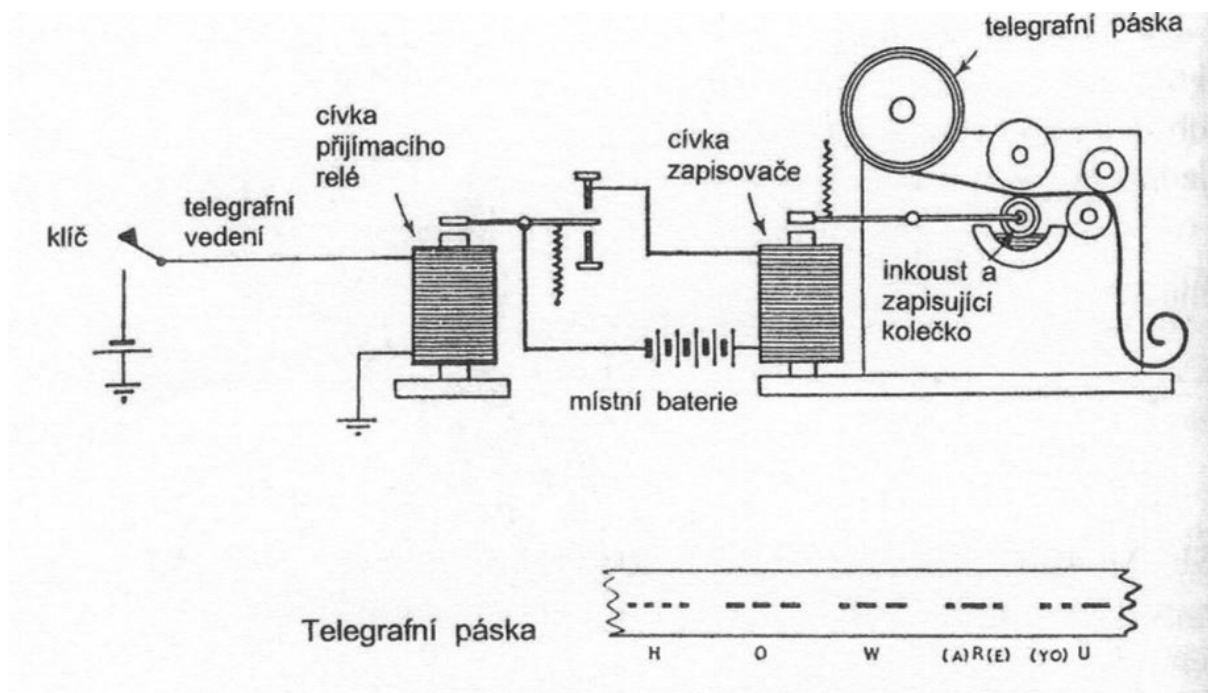 telegrafní páska
cívka
přijímacího
relé
cívka
zapisovače
telegrafní
vedení
klíč
inkoust a
zapisující
kolečko
místní baterie
Telegrafní páska
H O W (A)R(E) (YO) U